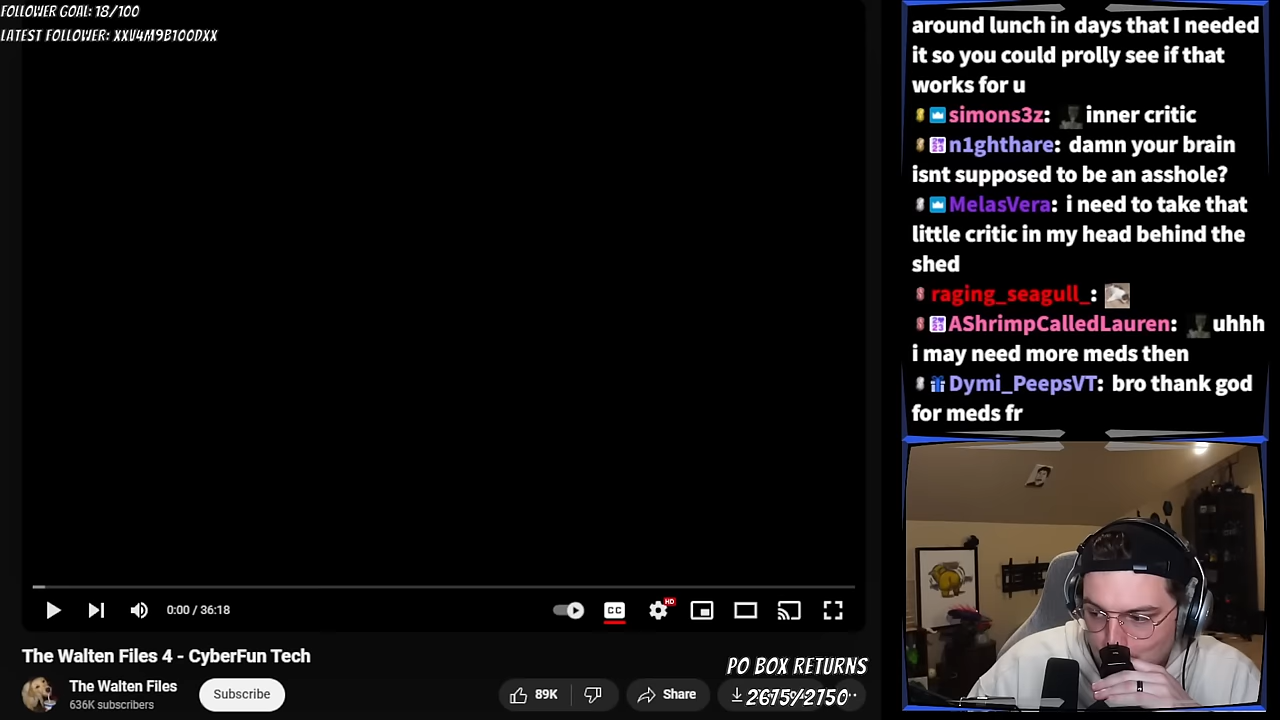 FOLLOWER GOAL: 18/100
LATEST FOLLOWER: XXV4M9B100DXX
around lunch in days that I needed
it so you could prolly see if that
works for u
simons3z: inner critic
n1ghthare: damn your brain
isnt supposed to be an asshole?
MelasVera: i need to take that
little critic in my head behind the
shed
raging_seagull_:
AShrimpCalledLauren: uhhh
i may need more meds then
Dymi_PeepsVT: bro thank god
for meds fr
0:00 / 36:18
CC
HD
The Walten Files 4 - CyberFun Tech
The Walten Files
636K subscribers
Subscribe
89K
Share
PO BOX RETURNS
2675/2750